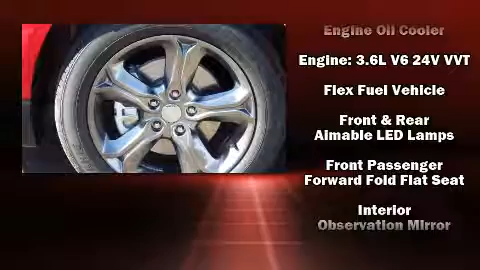 Engine Oil Cooler
Engine: 3.6L V6 24V VVT
Flex Fuel Vehicle
Front & Rear
Aimable LED Lamps
Front Passenger
Forward Fold Flat Seat
Interior
Observation Mirror